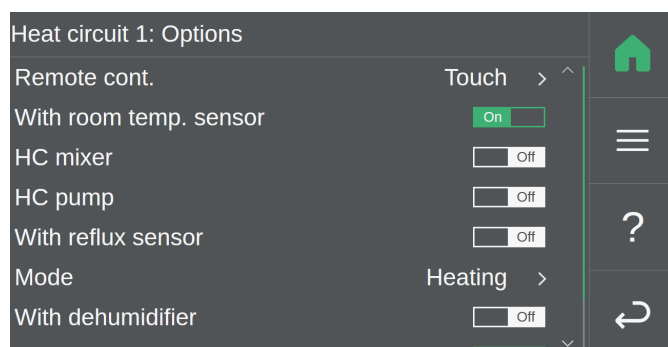 Heat circuit 1: Options
Remote cont. Touch >
With room temp. sensor On
HC mixer Off
HC pump Off
With reflux sensor Off
Mode Heating >
With dehumidifier Off
?